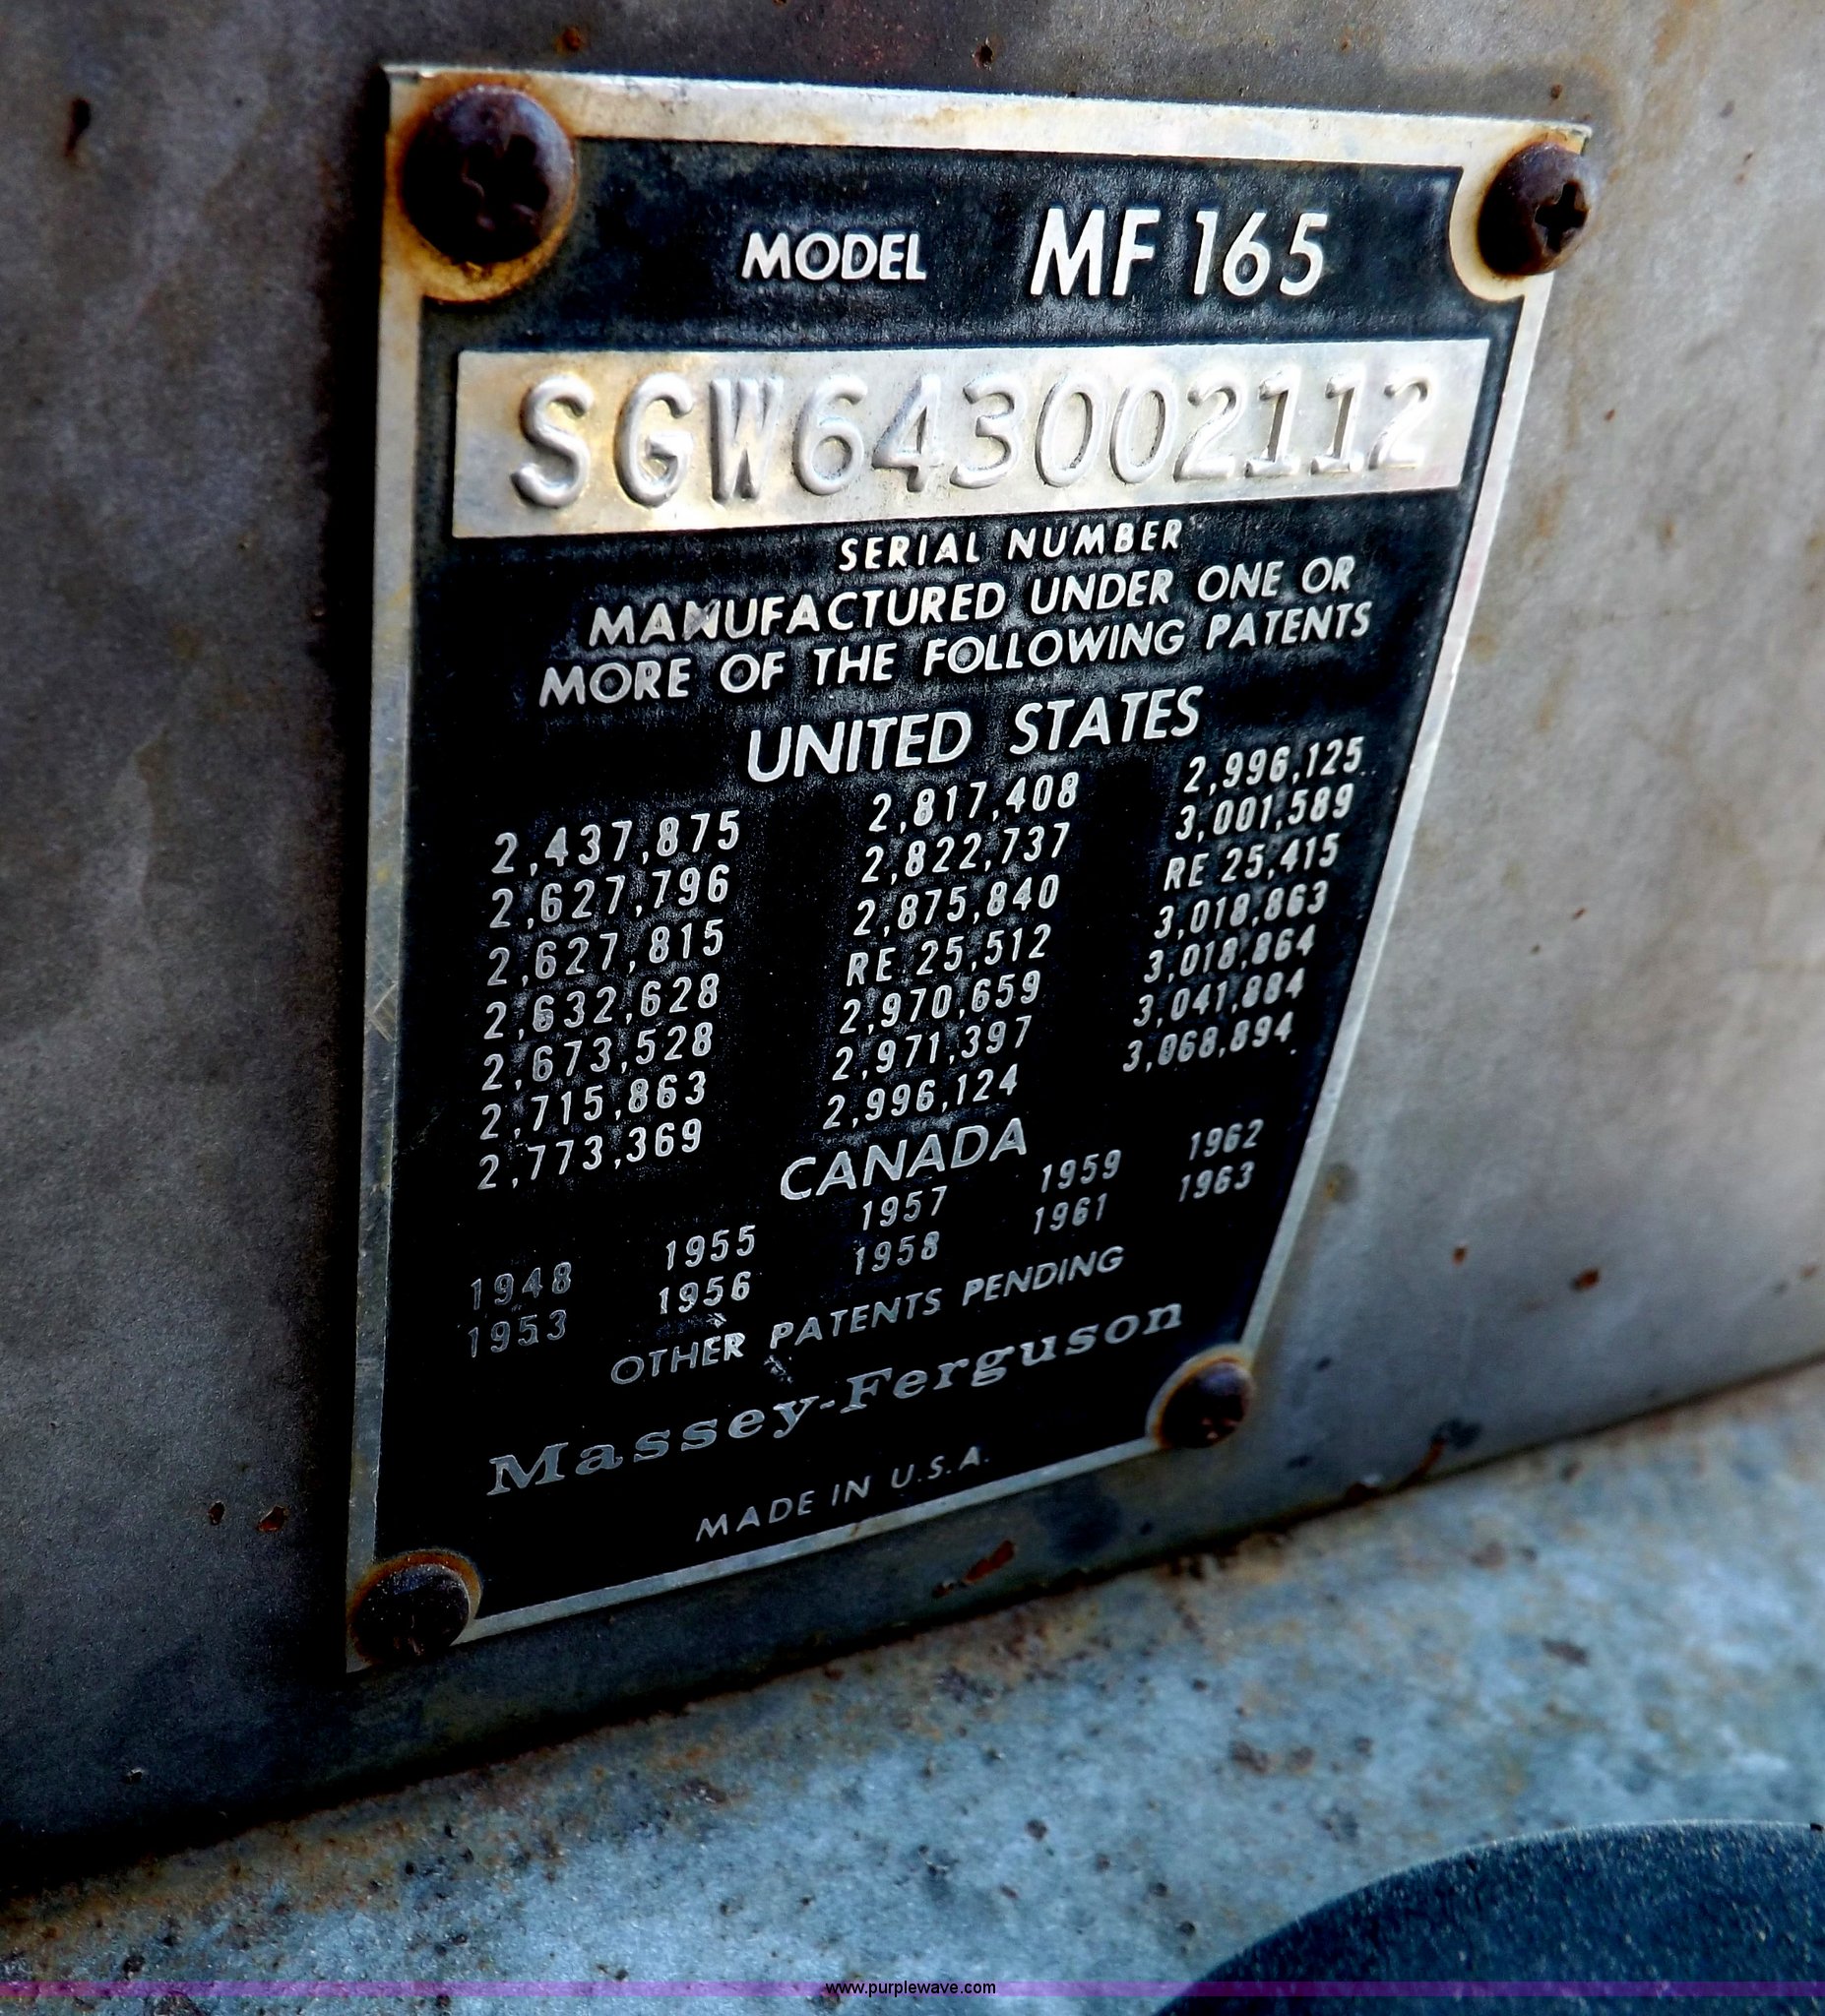 MODEL MF 165
SGW643002112
SERIAL NUMBER
MANUFACTURED UNDER ONE OR
MORE OF THE FOLLOWING PATENTS
UNITED STATES
2,437,875 2,817,408 2,996,125
2,627,796 2,822,737 3,001,589
2,627,815 2,875,840 RE 25,415
2,632,628 RE 25,512 3,018,863
2,673,528 2,970,659 3,018,864
2,715,863 2,971,397 3,041,884
2,773,369 2,996,124 3,068,894
CANADA
1948 1955 1957 1959 1962
1953 1956 1958 1961 1963
OTHER PATENTS PENDING
Massey-Ferguson
MADE IN U.S.A.
www.purplewave.com